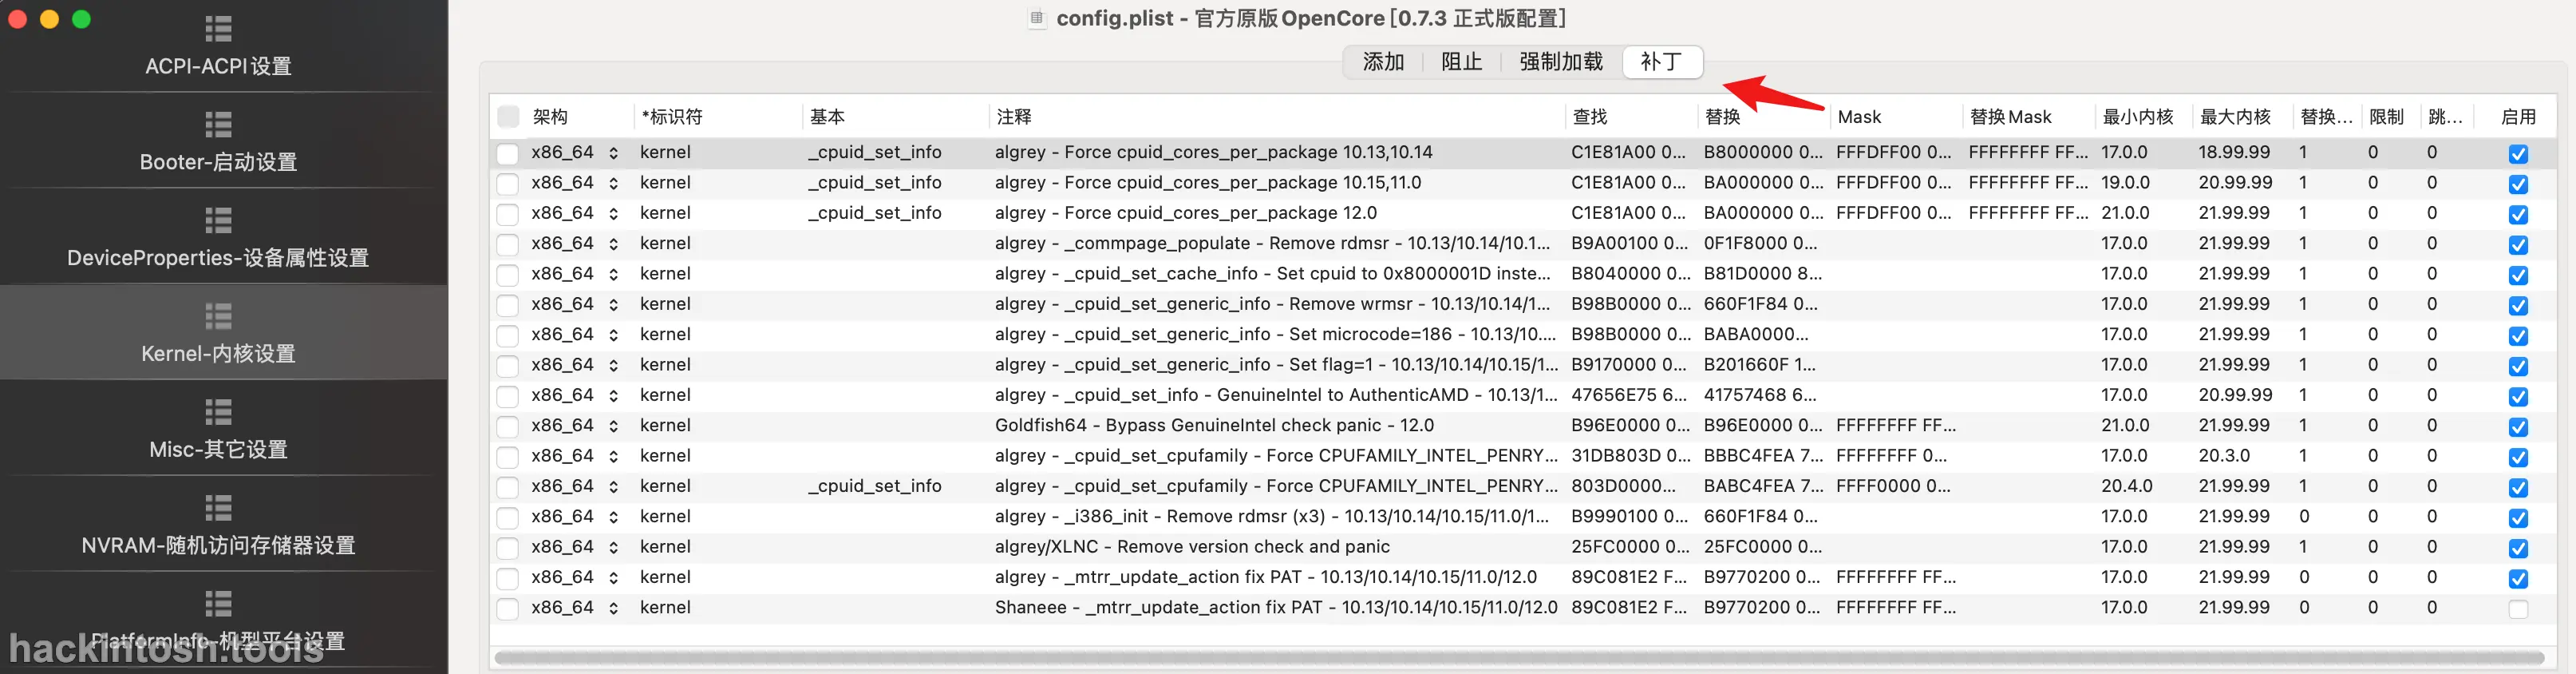 config.plist - 官方原版OpenCore[0.7.3 正式版配置]
ACPI-ACPI设置
Booter-启动设置
DeviceProperties-设备属性设置
Kernel-内核设置
Misc-其它设置
NVRAM-随机访问存储器设置
PlatformInfo-机型平台设置
hackintosh.tools
添加 阻止 强制加载 补丁
架构 *标识符 基本 注释 查找 替换 Mask 替换Mask 最小内核 最大内核 替换... 限制 跳... 启用
x86_64 kernel _cpuid_set_info algrey - Force cpuid_cores_per_package 10.13,10.14 C1E81A00 0... B8000000 0... FFFDFF00 0... FFFFFFFF FF... 17.0.0 18.99.99 1 0 0
x86_64 kernel _cpuid_set_info algrey - Force cpuid_cores_per_package 10.15,11.0 C1E81A00 0... BA000000 0... FFFDFF00 0... FFFFFFFF FF... 19.0.0 20.99.99 1 0 0
x86_64 kernel _cpuid_set_info algrey - Force cpuid_cores_per_package 12.0 C1E81A00 0... BA000000 0... FFFDFF00 0... FFFFFFFF FF... 21.0.0 21.99.99 1 0 0
x86_64 kernel algrey - _commpage_populate - Remove rdmsr - 10.13/10.14/10.1... B9A00100 0... 0F1F8000 0... 17.0.0 21.99.99 1 0 0
x86_64 kernel algrey - _cpuid_set_cache_info - Set cpuid to 0x8000001D inste... B8040000 0... B81D0000 8... 17.0.0 21.99.99 1 0 0
x86_64 kernel algrey - _cpuid_set_generic_info - Remove wrmsr - 10.13/10.14/1... B98B0000 0... 660F1F84 0... 17.0.0 21.99.99 1 0 0
x86_64 kernel algrey - _cpuid_set_generic_info - Set microcode=186 - 10.13/10.... B98B0000 0... BABA0000... 17.0.0 21.99.99 1 0 0
x86_64 kernel algrey - _cpuid_set_generic_info - Set flag=1 - 10.13/10.14/10.15/1... B9170000 0... B201660F 1... 17.0.0 21.99.99 1 0 0
x86_64 kernel algrey - _cpuid_set_info - GenuineIntel to AuthenticAMD - 10.13/1... 47656E75 6... 41757468 6... 17.0.0 20.99.99 1 0 0
x86_64 kernel Goldfish64 - Bypass GenuineIntel check panic - 12.0 B96E0000 0... B96E0000 0... FFFFFFFF FF... 21.0.0 21.99.99 1 0 0
x86_64 kernel algrey - _cpuid_set_cpufamily - Force CPUFAMILY_INTEL_PENRY... 31DB803D 0... BBBC4FEA 7... FFFFFFFF 0... 17.0.0 20.3.0 1 0 0
x86_64 kernel _cpuid_set_info algrey - _cpuid_set_cpufamily - Force CPUFAMILY_INTEL_PENRY... 803D0000... BABC4FEA 7... FFFF0000 0... 20.4.0 21.99.99 1 0 0
x86_64 kernel algrey - _i386_init - Remove rdmsr (x3) - 10.13/10.14/10.15/11.0/1... B9990100 0... 660F1F84 0... 17.0.0 21.99.99 0 0 0
x86_64 kernel algrey/XLNC - Remove version check and panic 25FC0000 0... 25FC0000 0... 17.0.0 21.99.99 1 0 0
x86_64 kernel algrey - _mtrr_update_action fix PAT - 10.13/10.14/10.15/11.0/12.0 89C081E2 F... B9770200 0... FFFFFFFF FF... 17.0.0 21.99.99 0 0 0
x86_64 kernel Shaneee - _mtrr_update_action fix PAT - 10.13/10.14/10.15/11.0/12.0 89C081E2 F... B9770200 0... FFFFFFFF FF... 17.0.0 21.99.99 0 0 0